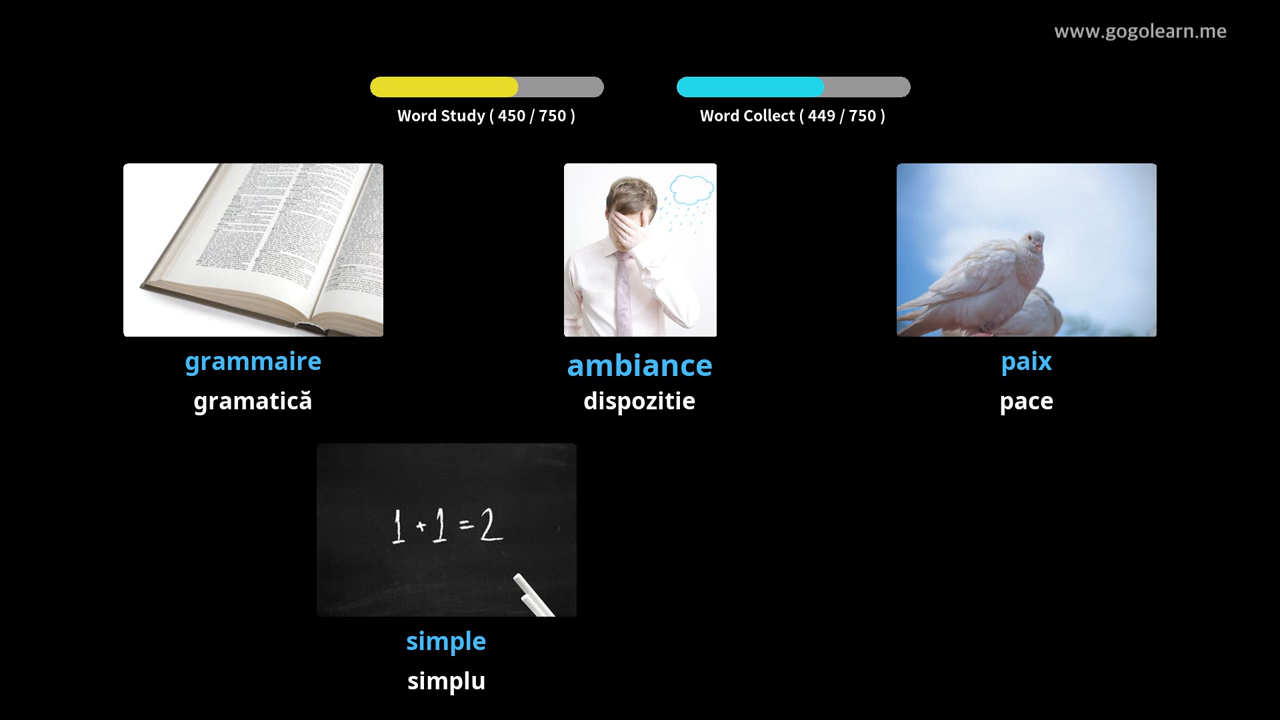 www.gogolearn.me
Word Study ( 450 / 750 )
Word Collect ( 449 / 750 )
grammaire
gramatică
ambiance
dispozitie
paix
pace
1 + 1 = 2
simple
simplu